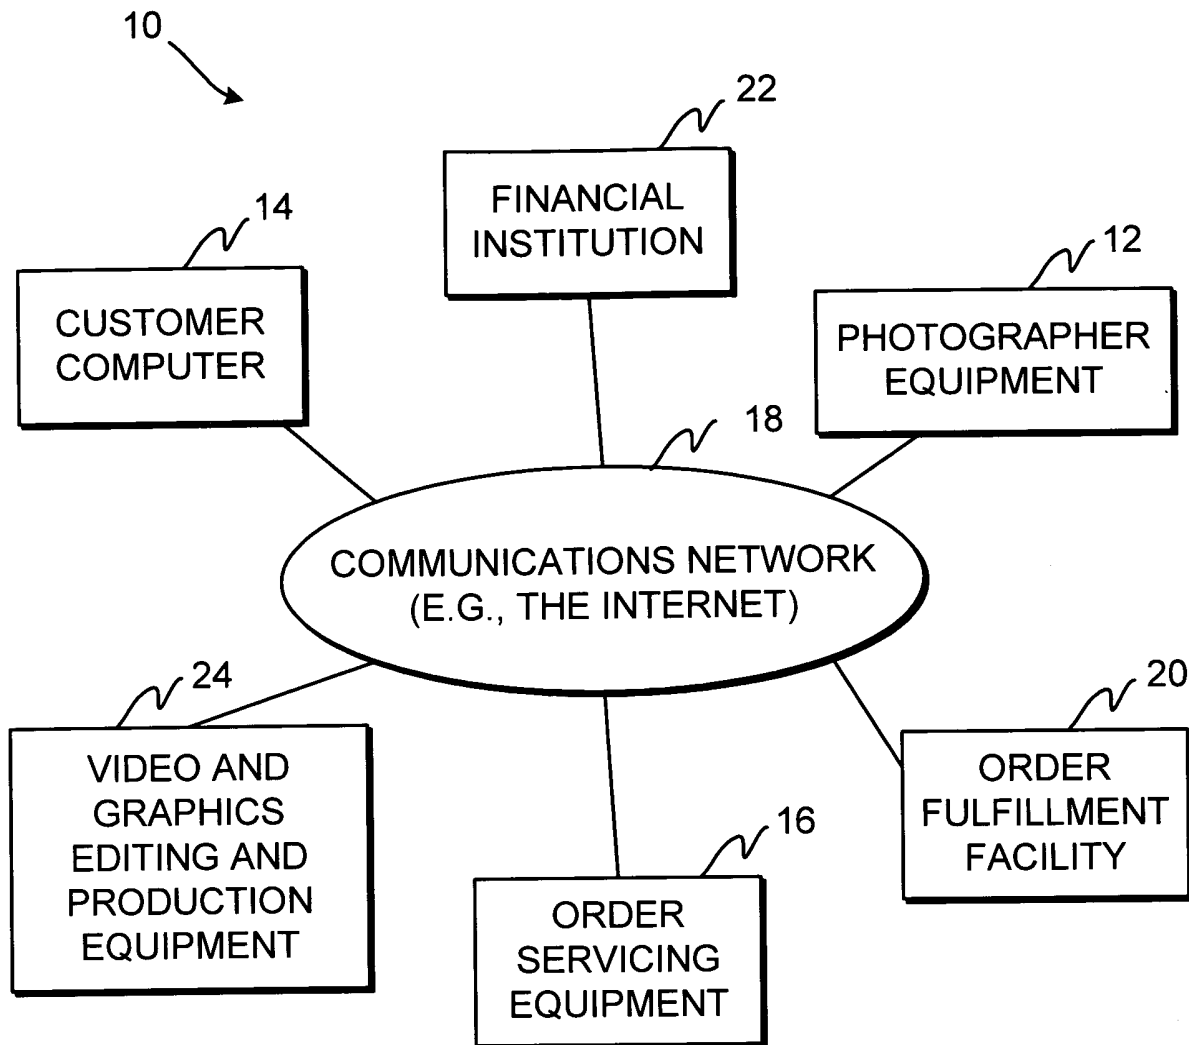 10
22
FINANCIAL
INSTITUTION
14
CUSTOMER
COMPUTER
12
PHOTOGRAPHER
EQUIPMENT
18
COMMUNICATIONS NETWORK
(E.G., THE INTERNET)
24
VIDEO AND
GRAPHICS
EDITING AND
PRODUCTION
EQUIPMENT
16
ORDER
SERVICING
EQUIPMENT
20
ORDER
FULFILLMENT
FACILITY